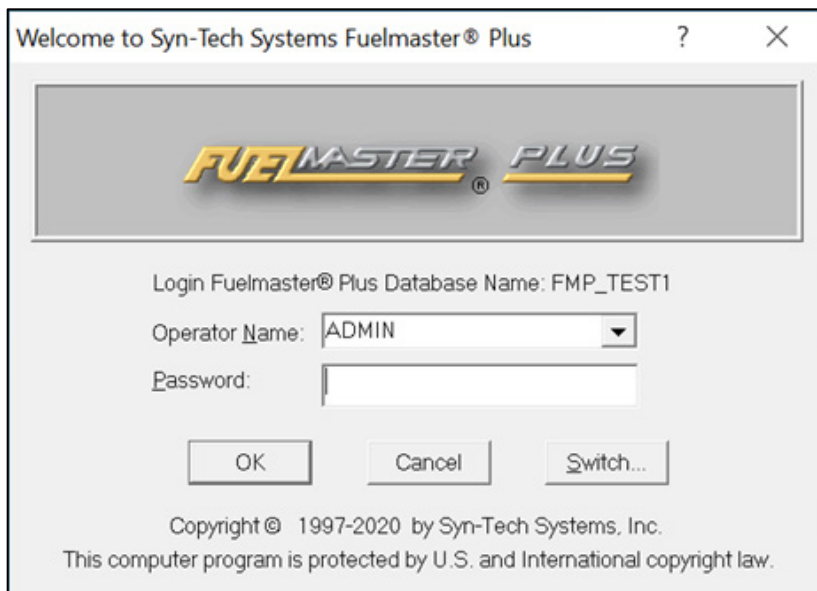 Welcome to Syn-Tech Systems Fuelmaster® Plus ?
FUELMASTER® PLUS
Login Fuelmaster® Plus Database Name: FMP_TEST1
Operator Name: ADMIN
Password:
OK Cancel Switch...
Copyright © 1997-2020 by Syn-Tech Systems, Inc.
This computer program is protected by U.S. and International copyright law.